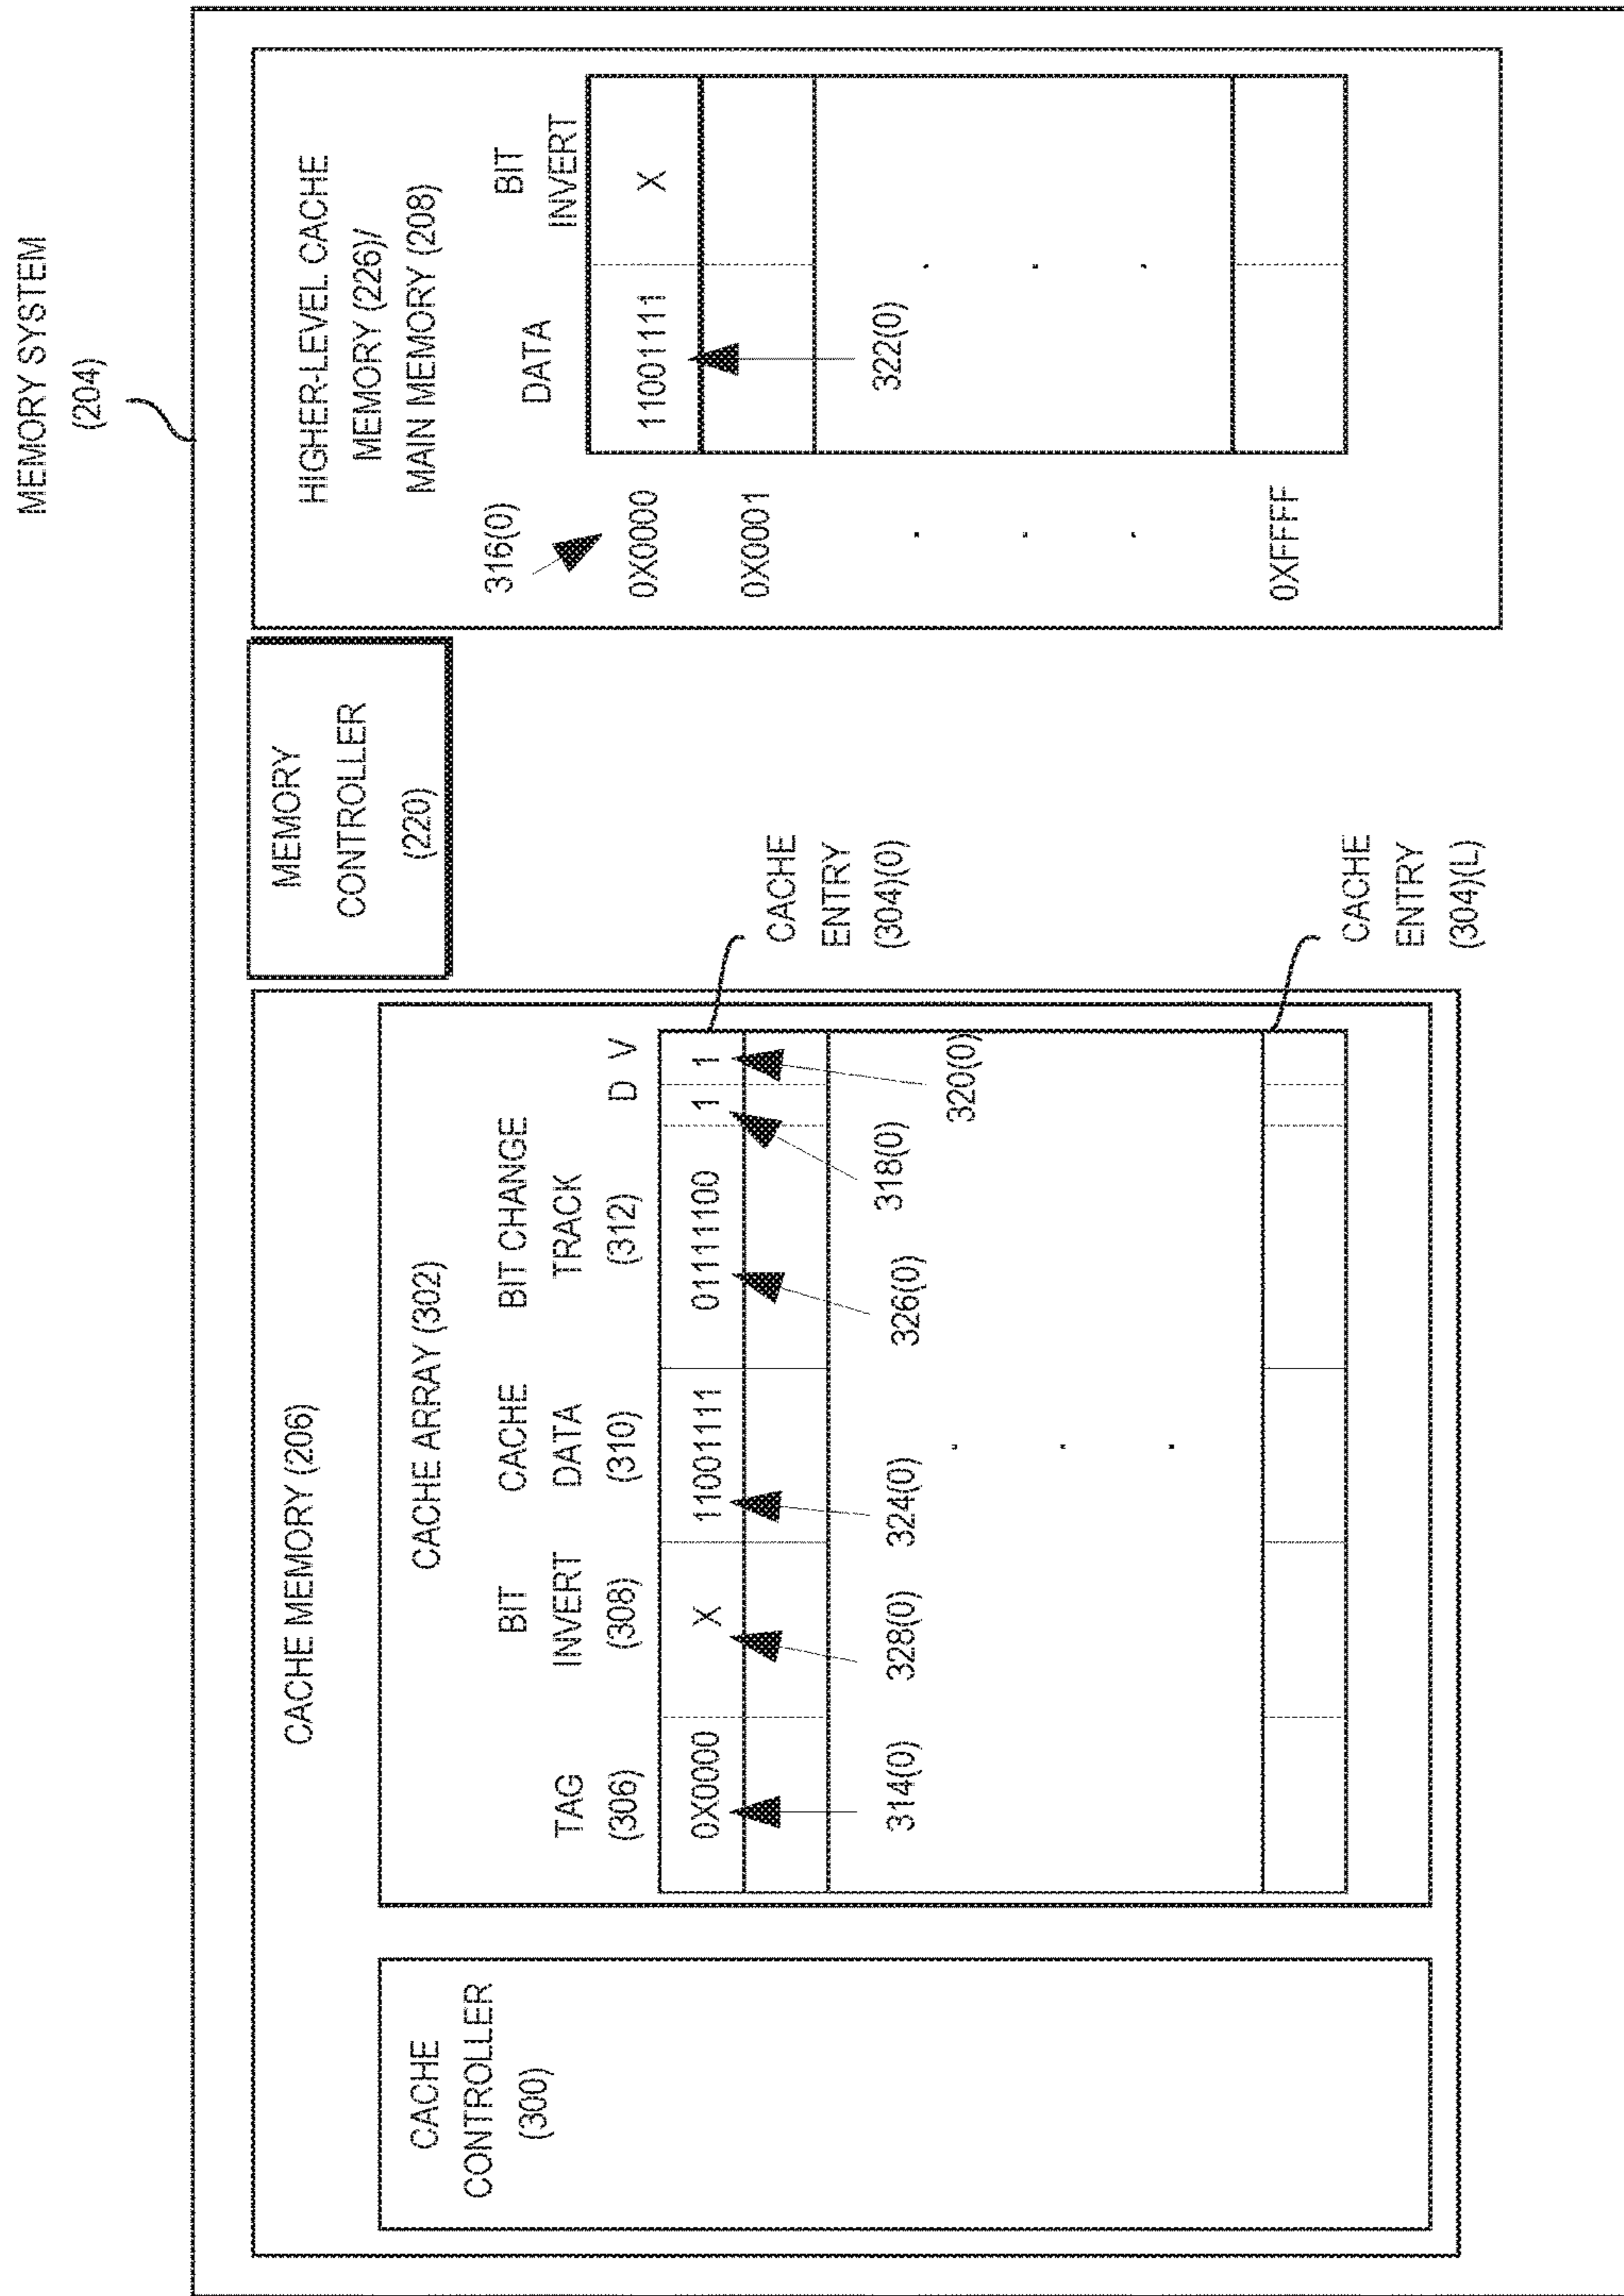 MEMORY SYSTEM
(204)
CACHE MEMORY (206)
CACHE
CONTROLLER
(300)
CACHE ARRAY (302)
TAG
(306)
BIT
INVERT
(308)
CACHE
DATA
(310)
BIT CHANGE
TRACK
(312)
D V
0X0000 X 11001111 01111100 1 1
314(0)
328(0)
324(0)
326(0)
318(0)
320(0)
CACHE
ENTRY
(304)(0)
CACHE
ENTRY
(304)(L)
MEMORY
CONTROLLER
(220)
HIGHER-LEVEL CACHE
MEMORY (226)/
MAIN MEMORY (208)
316(0)
DATA
BIT
INVERT
0X0000 11001111 X
0X0001
322(0)
0XFFFF